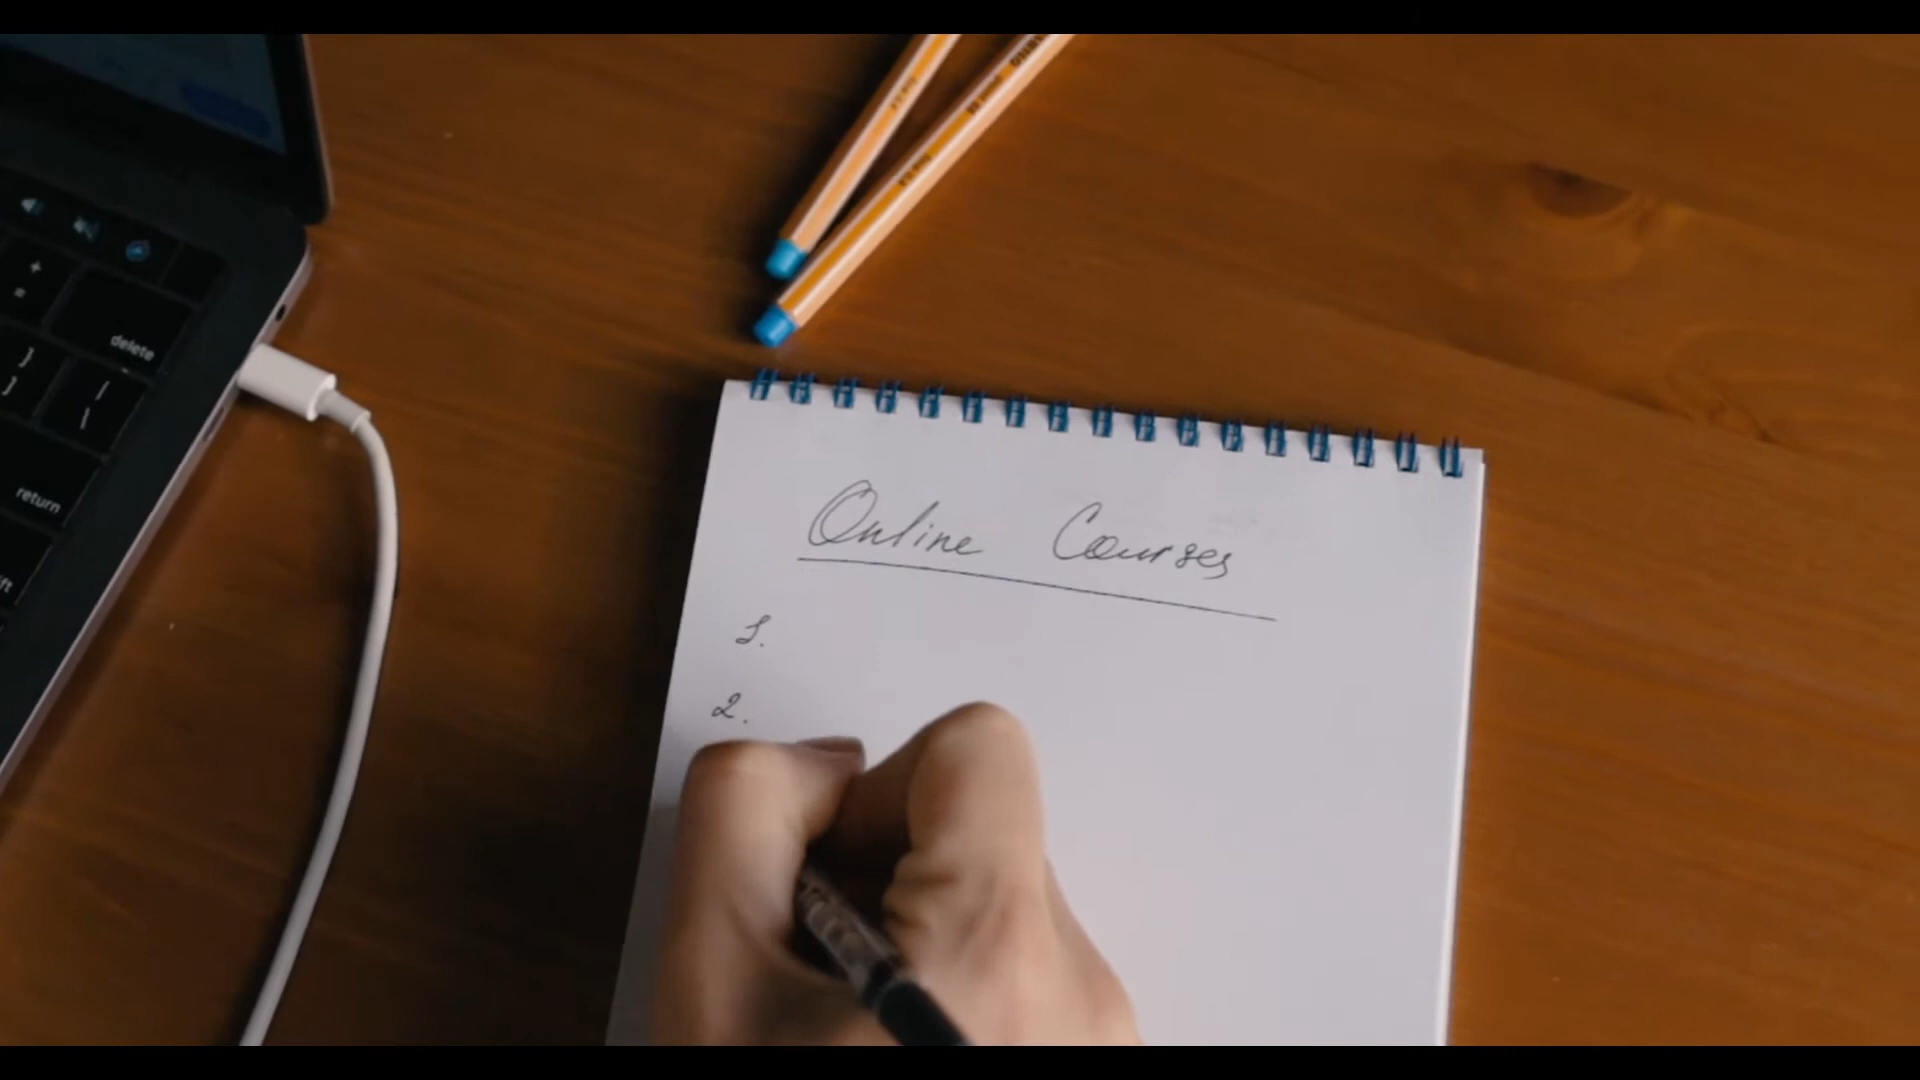 Online Courses
1.
2.
delete
return
+
=
}
]
|
\